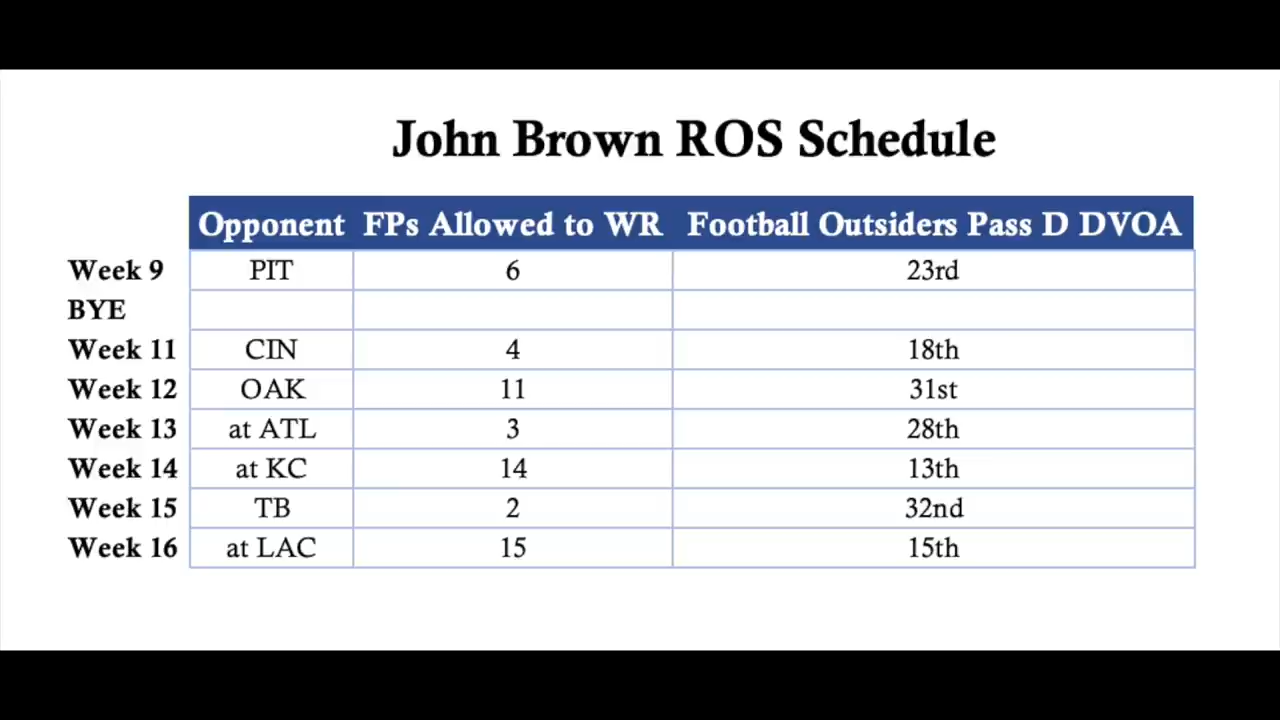 John Brown ROS Schedule
Opponent FPs Allowed to WR Football Outsiders Pass D DVOA
Week 9 PIT 6 23rd
BYE
Week 11 CIN 4 18th
Week 12 OAK 11 31st
Week 13 at ATL 3 28th
Week 14 at KC 14 13th
Week 15 TB 2 32nd
Week 16 at LAC 15 15th